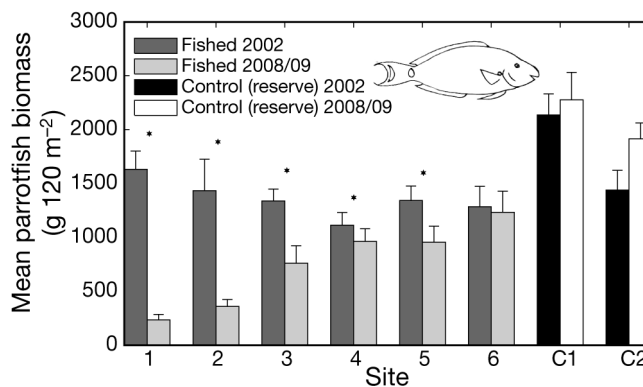 3000
2500
2000
1500
1000
500
0
Mean parrotfish biomass
(g 120 m⁻²)
Fished 2002
Fished 2008/09
Control (reserve) 2002
Control (reserve) 2008/09
*
*
*
*
*
1 2 3 4 5 6 C1 C2
Site